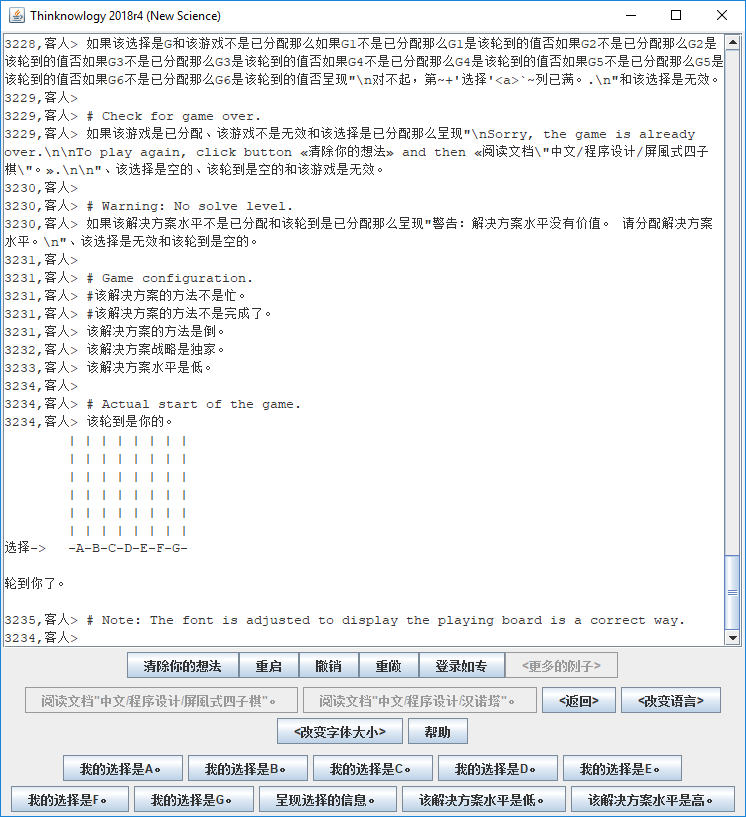 Thinknowlogy 2018r4 (New Science)
3228,客人> 如果该选择是G和该游戏不是已分配那么如果G1不是已分配那么G1是该轮到的值否如果G2不是已分配那么G2是
该轮到的值否如果G3不是已分配那么G3是该轮到的值否如果G4不是已分配那么G4是该轮到的值否如果G5不是已分配那么G5是
该轮到的值否如果G6不是已分配那么G6是该轮到的值否呈现"\n对不起，第~+'选择'<a>`~列已满。.\n"和该选择是无效。
3229,客人>
3229,客人> # Check for game over.
3229,客人> 如果该游戏是已分配、该游戏不是无效和该选择是已分配那么呈现"\nSorry, the game is already
over.\n\nTo play again, click button «清除你的想法» and then «阅读文档\"中文/程序设计/屏風式四子
棋\"。».\n\n"、该选择是空的、该轮到是空的和该游戏是无效。
3230,客人>
3230,客人> # Warning: No solve level.
3230,客人> 如果该解决方案水平不是已分配和该轮到是已分配那么呈现"警告：解决方案水平没有价值。 请分配解决方案
水平。\n"、该选择是无效和该轮到是空的。
3231,客人>
3231,客人> # Game configuration.
3231,客人> #该解决方案的方法不是忙。
3231,客人> #该解决方案的方法不是完成了。
3231,客人> 该解决方案的方法是倒。
3232,客人> 该解决方案战略是独家。
3233,客人> 该解决方案水平是低。
3234,客人>
3234,客人> # Actual start of the game.
3234,客人> 该轮到是你的。
| | | | | | | |
| | | | | | | |
| | | | | | | |
| | | | | | | |
| | | | | | | |
| | | | | | | |
选择-> -A-B-C-D-E-F-G-
轮到你了。
3235,客人> # Note: The font is adjusted to display the playing board is a correct way.
3234,客人>
清除你的想法 重启 撤销 重做 登录如专 <更多的例子>
阅读文档"中文/程序设计/屏風式四子棋"。 阅读文档"中文/程序设计/汉诺塔"。 <返回> <改变语言>
<改变字体大小> 帮助
我的选择是A。 我的选择是B。 我的选择是C。 我的选择是D。 我的选择是E。
我的选择是F。 我的选择是G。 呈现选择的信息。 该解决方案水平是低。 该解决方案水平是高。